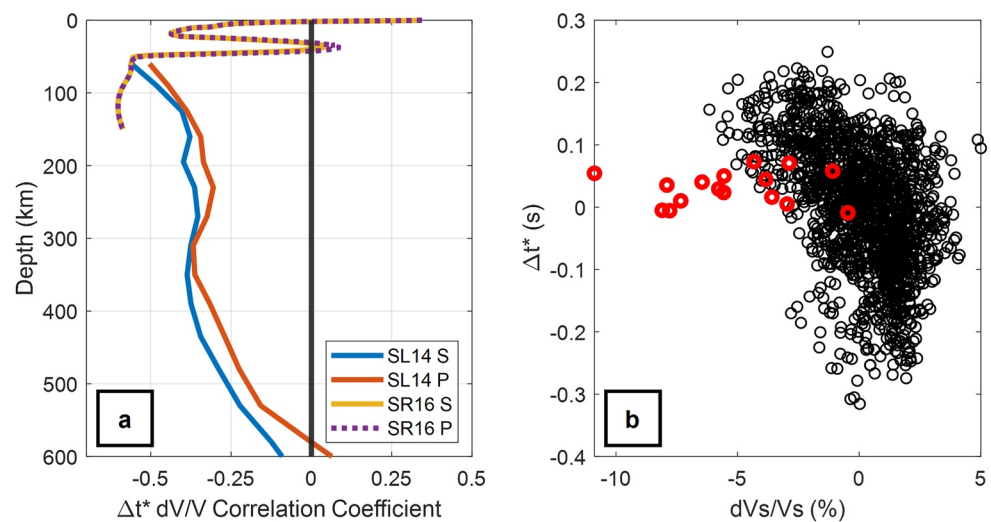 0
100
200
300
400
500
600
-0.5
-0.25
0
0.25
0.5
Depth (km)
Δt* dV/V Correlation Coefficient
SL14 S
SL14 P
SR16 S
SR16 P
a
0.3
0.2
0.1
0
-0.1
-0.2
-0.3
-0.4
-10
-5
0
5
Δt* (s)
dVs/Vs (%)
b